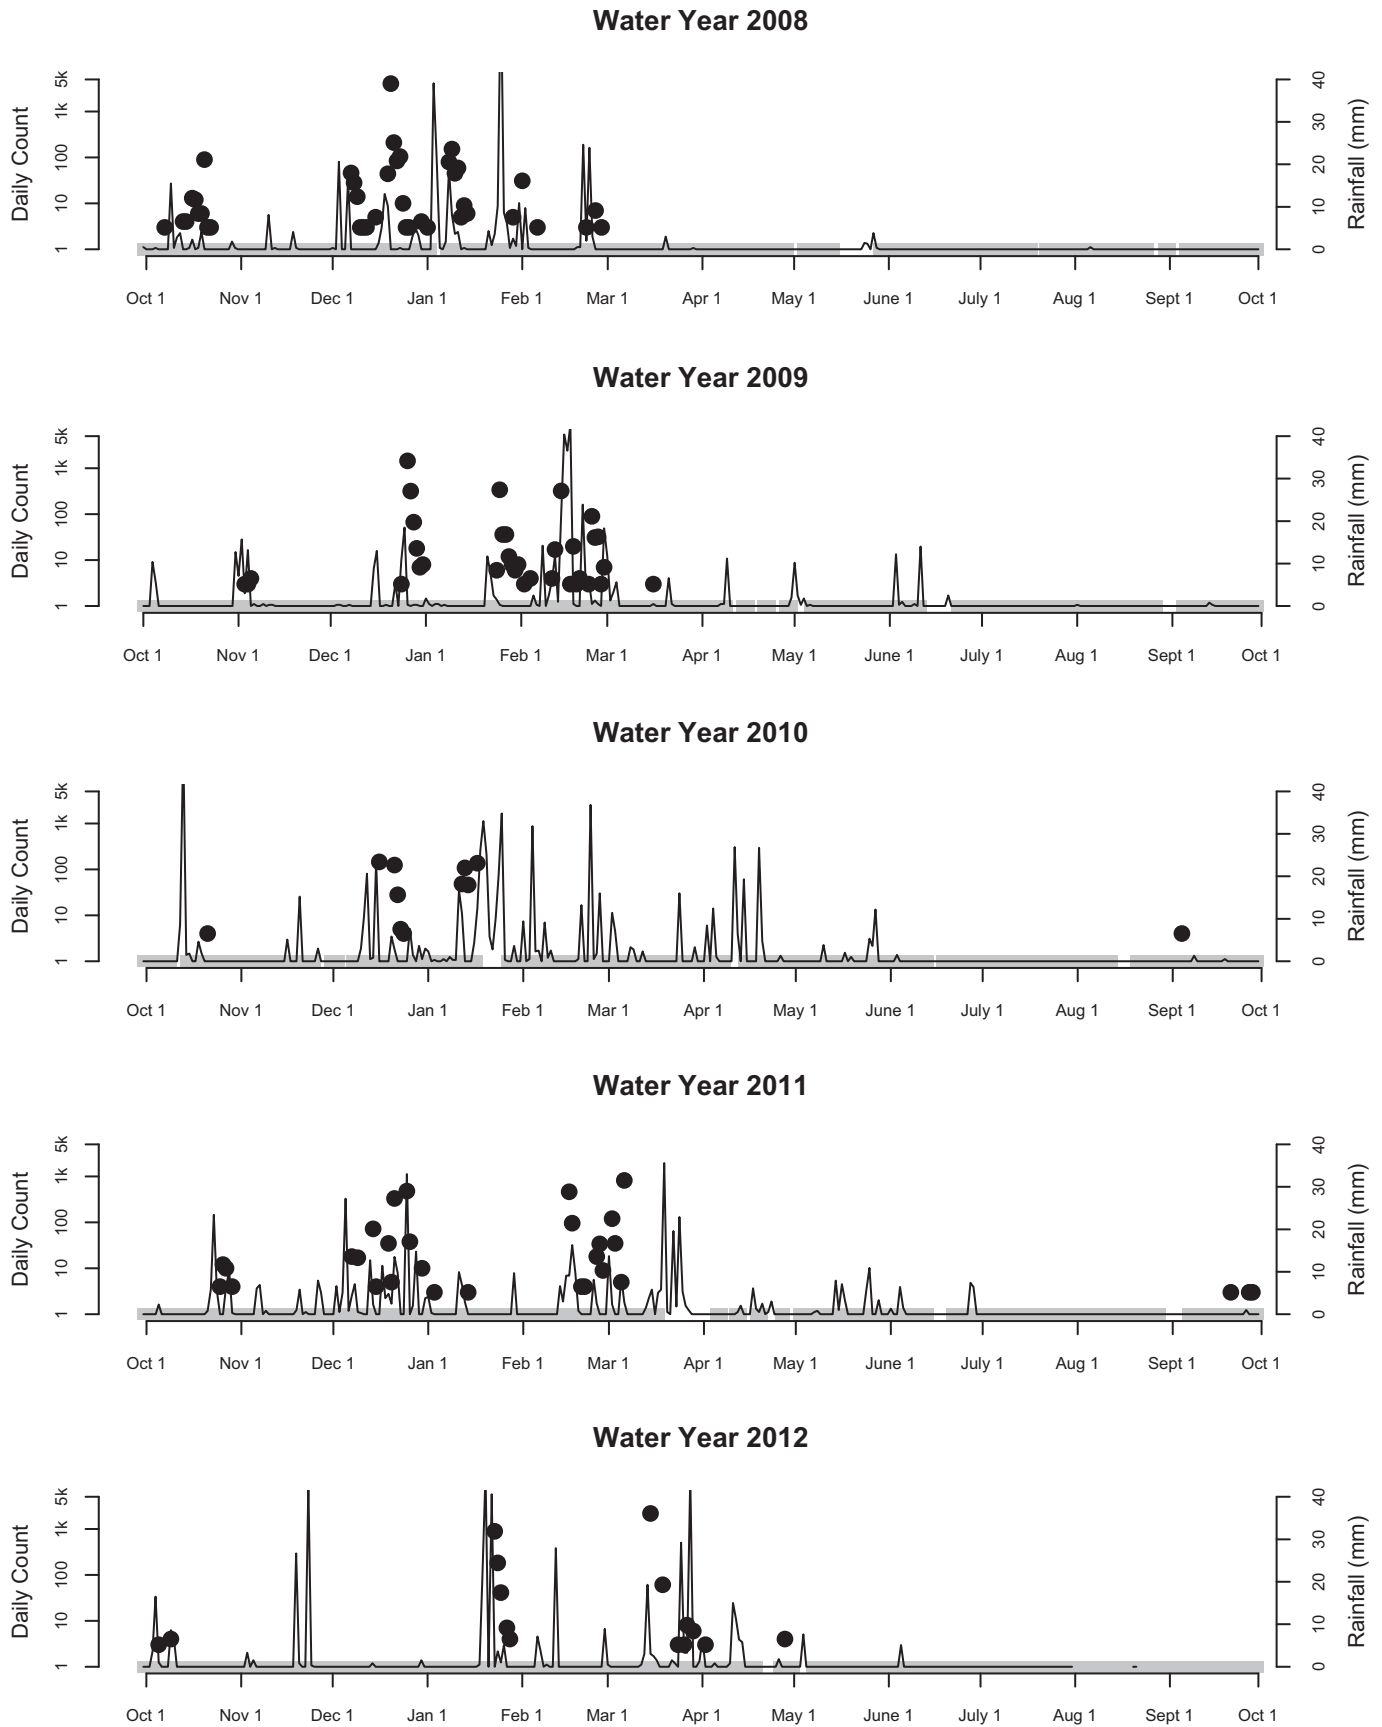 Water Year 2008
Daily Count
1 10 100 1k 5k
Rainfall (mm)
0 10 20 30 40
Oct 1 Nov 1 Dec 1 Jan 1 Feb 1 Mar 1 Apr 1 May 1 June 1 July 1 Aug 1 Sept 1 Oct 1
Water Year 2009
Daily Count
1 10 100 1k 5k
Rainfall (mm)
0 10 20 30 40
Oct 1 Nov 1 Dec 1 Jan 1 Feb 1 Mar 1 Apr 1 May 1 June 1 July 1 Aug 1 Sept 1 Oct 1
Water Year 2010
Daily Count
1 10 100 1k 5k
Rainfall (mm)
0 10 20 30 40
Oct 1 Nov 1 Dec 1 Jan 1 Feb 1 Mar 1 Apr 1 May 1 June 1 July 1 Aug 1 Sept 1 Oct 1
Water Year 2011
Daily Count
1 10 100 1k 5k
Rainfall (mm)
0 10 20 30 40
Oct 1 Nov 1 Dec 1 Jan 1 Feb 1 Mar 1 Apr 1 May 1 June 1 July 1 Aug 1 Sept 1 Oct 1
Water Year 2012
Daily Count
1 10 100 1k 5k
Rainfall (mm)
0 10 20 30 40
Oct 1 Nov 1 Dec 1 Jan 1 Feb 1 Mar 1 Apr 1 May 1 June 1 July 1 Aug 1 Sept 1 Oct 1